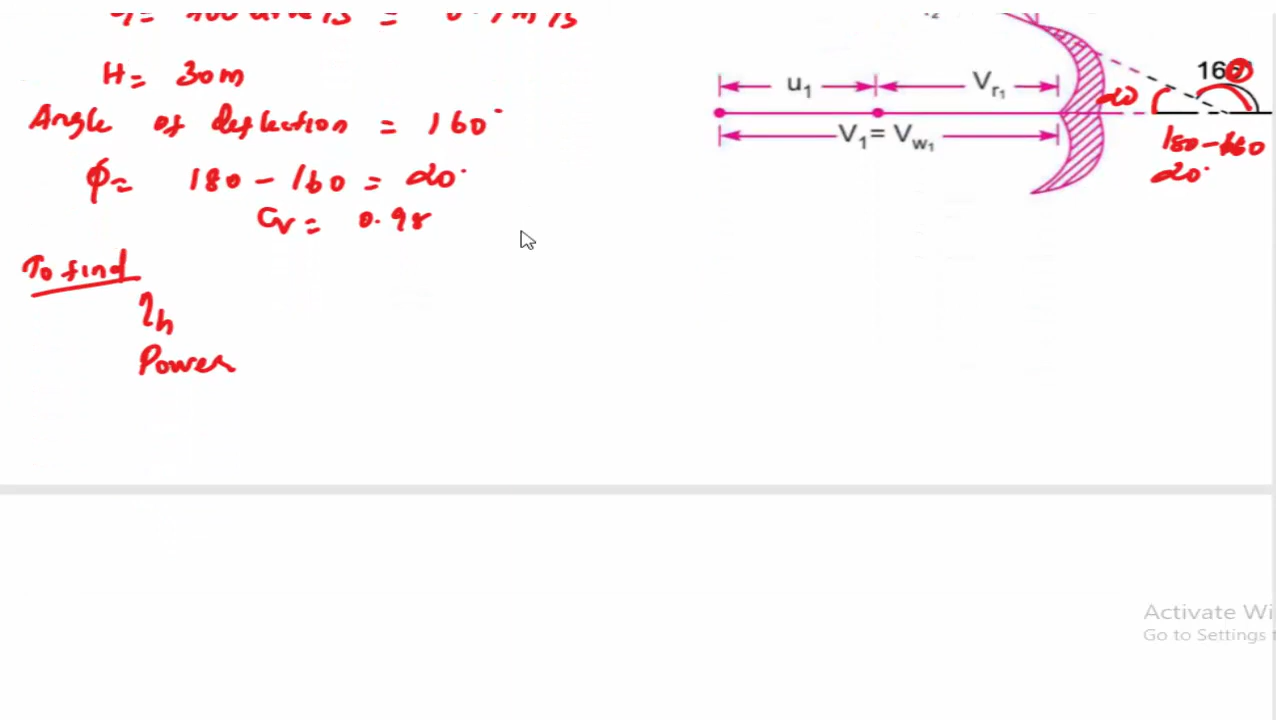 H= 30m
Angle of deflection = 160°
φ= 180 - 160 = 20°
Cv = 0.98
To find
ηh
Power
u1
Vr1
V1= Vw1
20
180-160
20°
Activate Wi
Go to Settings t